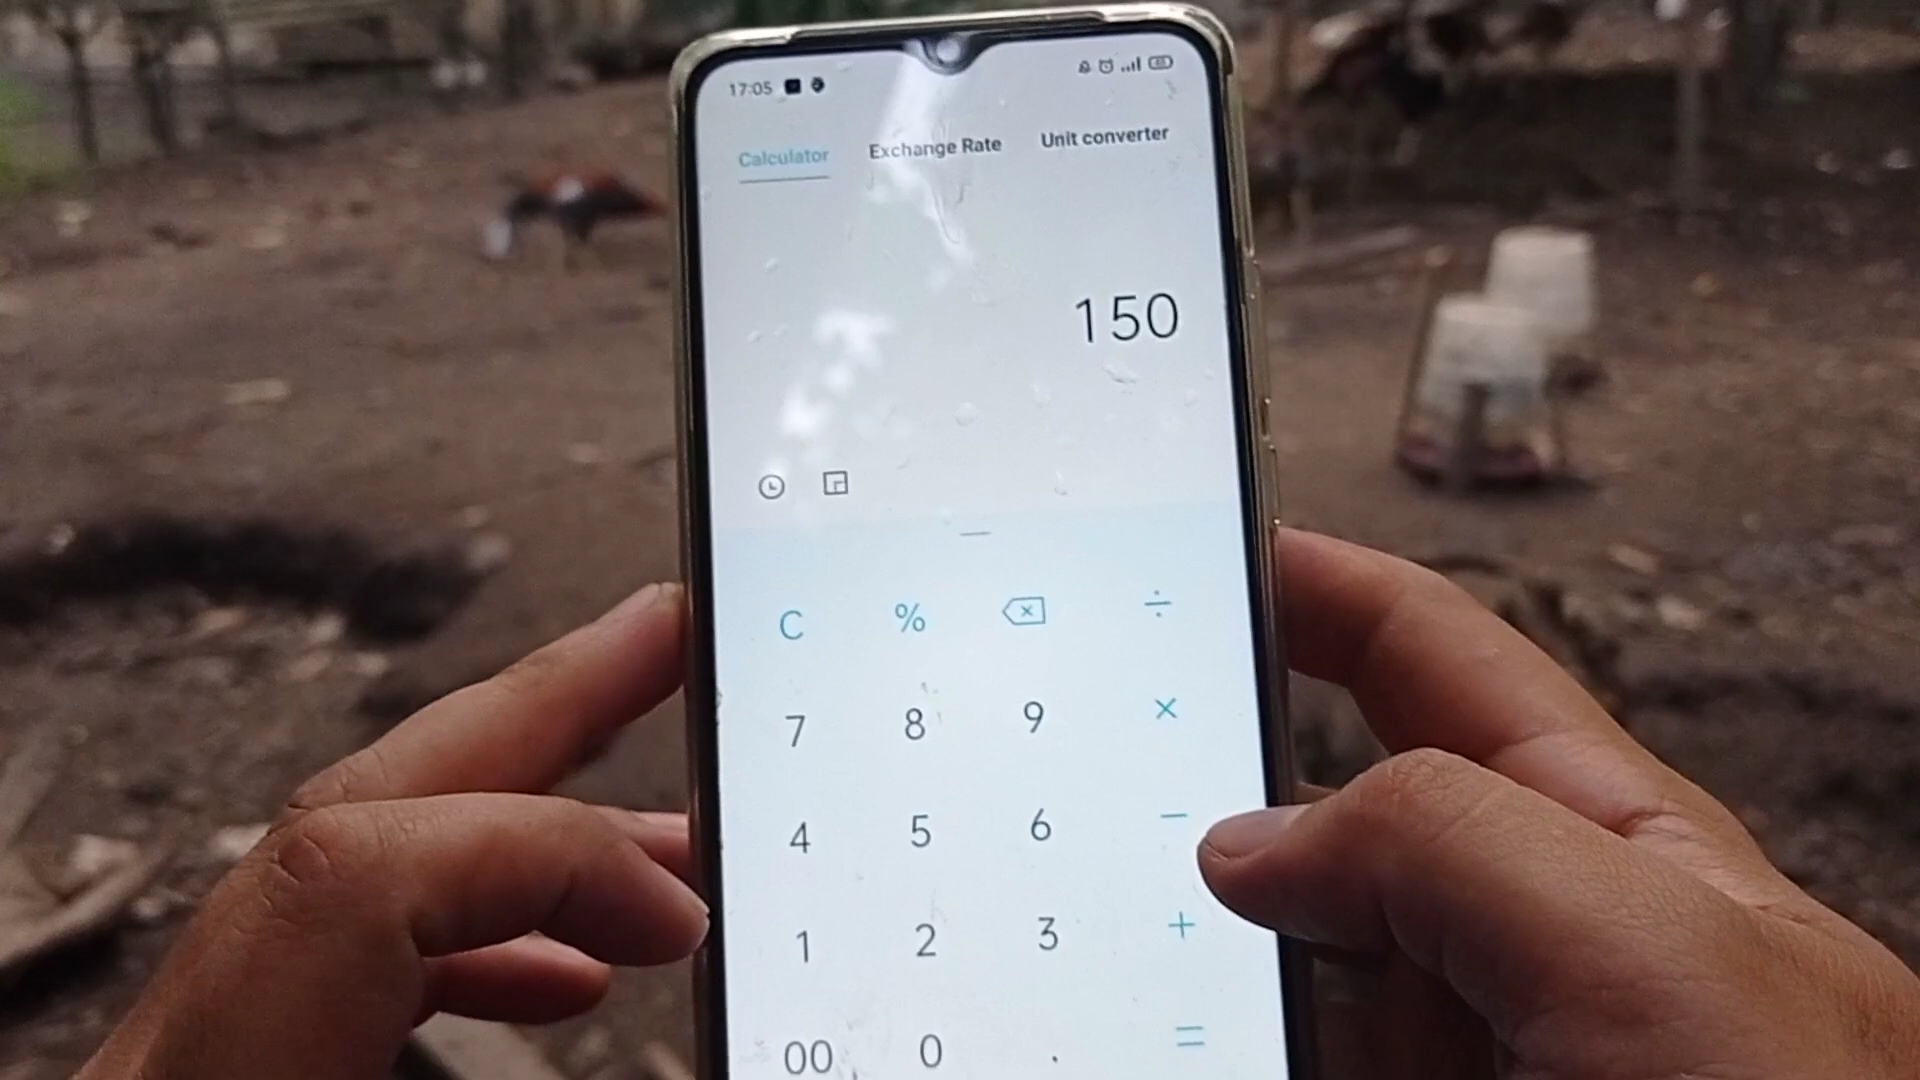 17:05
Calculator Exchange Rate Unit converter
150
C % ÷
7 8 9 ×
4 5 6 −
1 2 3 +
00 0 . =